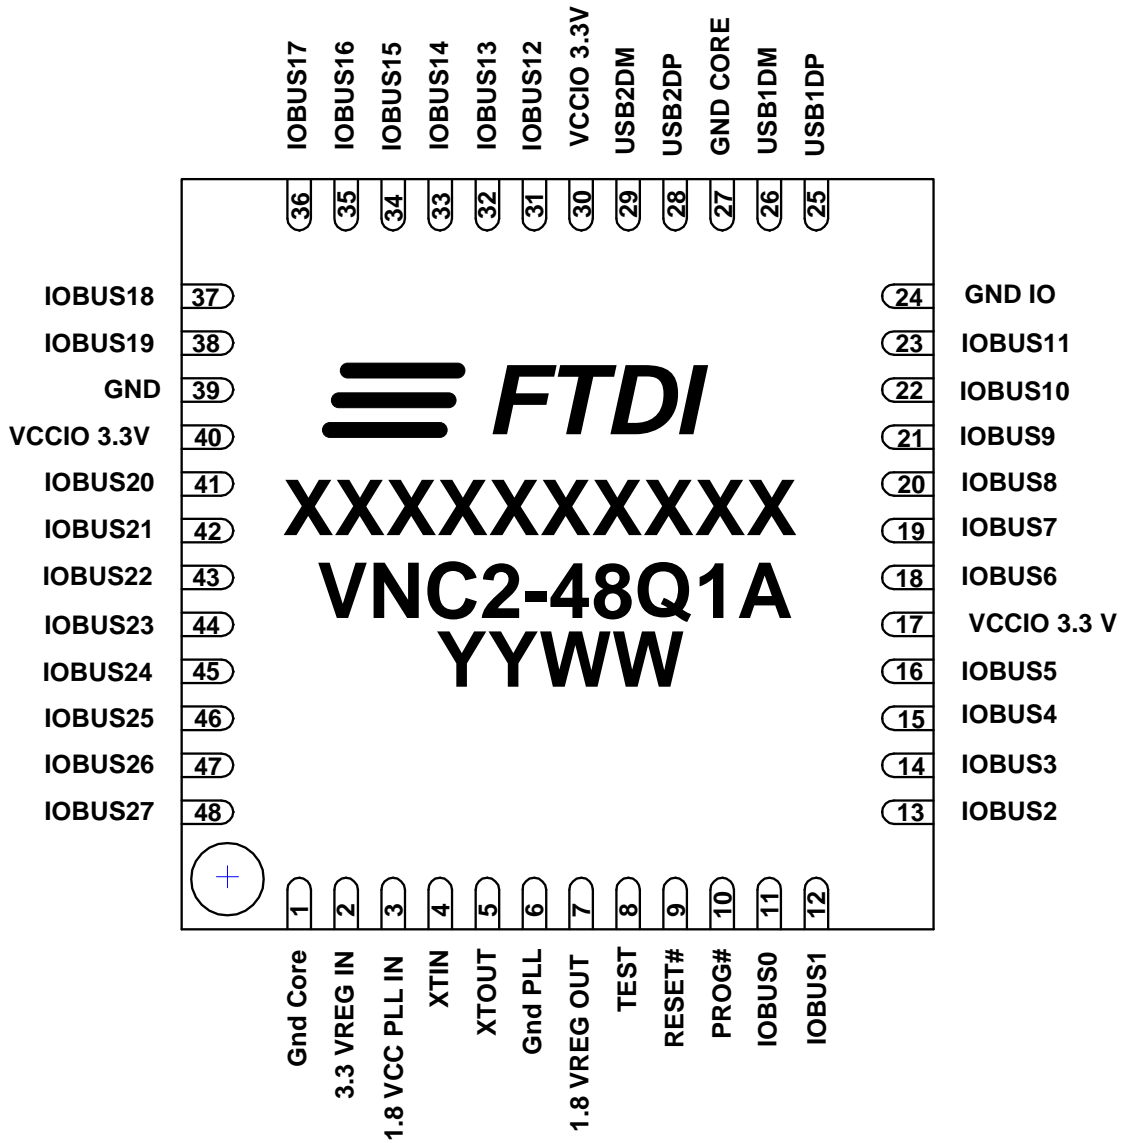 IOBUS17
IOBUS16
IOBUS15
IOBUS14
IOBUS13
IOBUS12
VCCIO 3.3V
USB2DM
USB2DP
GND CORE
USB1DM
USB1DP
36
35
34
33
32
31
30
29
28
27
26
25
IOBUS18 37
IOBUS19 38
GND 39
VCCIO 3.3V 40
IOBUS20 41
IOBUS21 42
IOBUS22 43
IOBUS23 44
IOBUS24 45
IOBUS25 46
IOBUS26 47
IOBUS27 48
FTDI
XXXXXXXXXX
VNC2-48Q1A
YYWW
24 GND IO
23 IOBUS11
22 IOBUS10
21 IOBUS9
20 IOBUS8
19 IOBUS7
18 IOBUS6
17 VCCIO 3.3 V
16 IOBUS5
15 IOBUS4
14 IOBUS3
13 IOBUS2
1
2
3
4
5
6
7
8
9
10
11
12
Gnd Core
3.3 VREG IN
1.8 VCC PLL IN
XTIN
XTOUT
Gnd PLL
1.8 VREG OUT
TEST
RESET#
PROG#
IOBUS0
IOBUS1